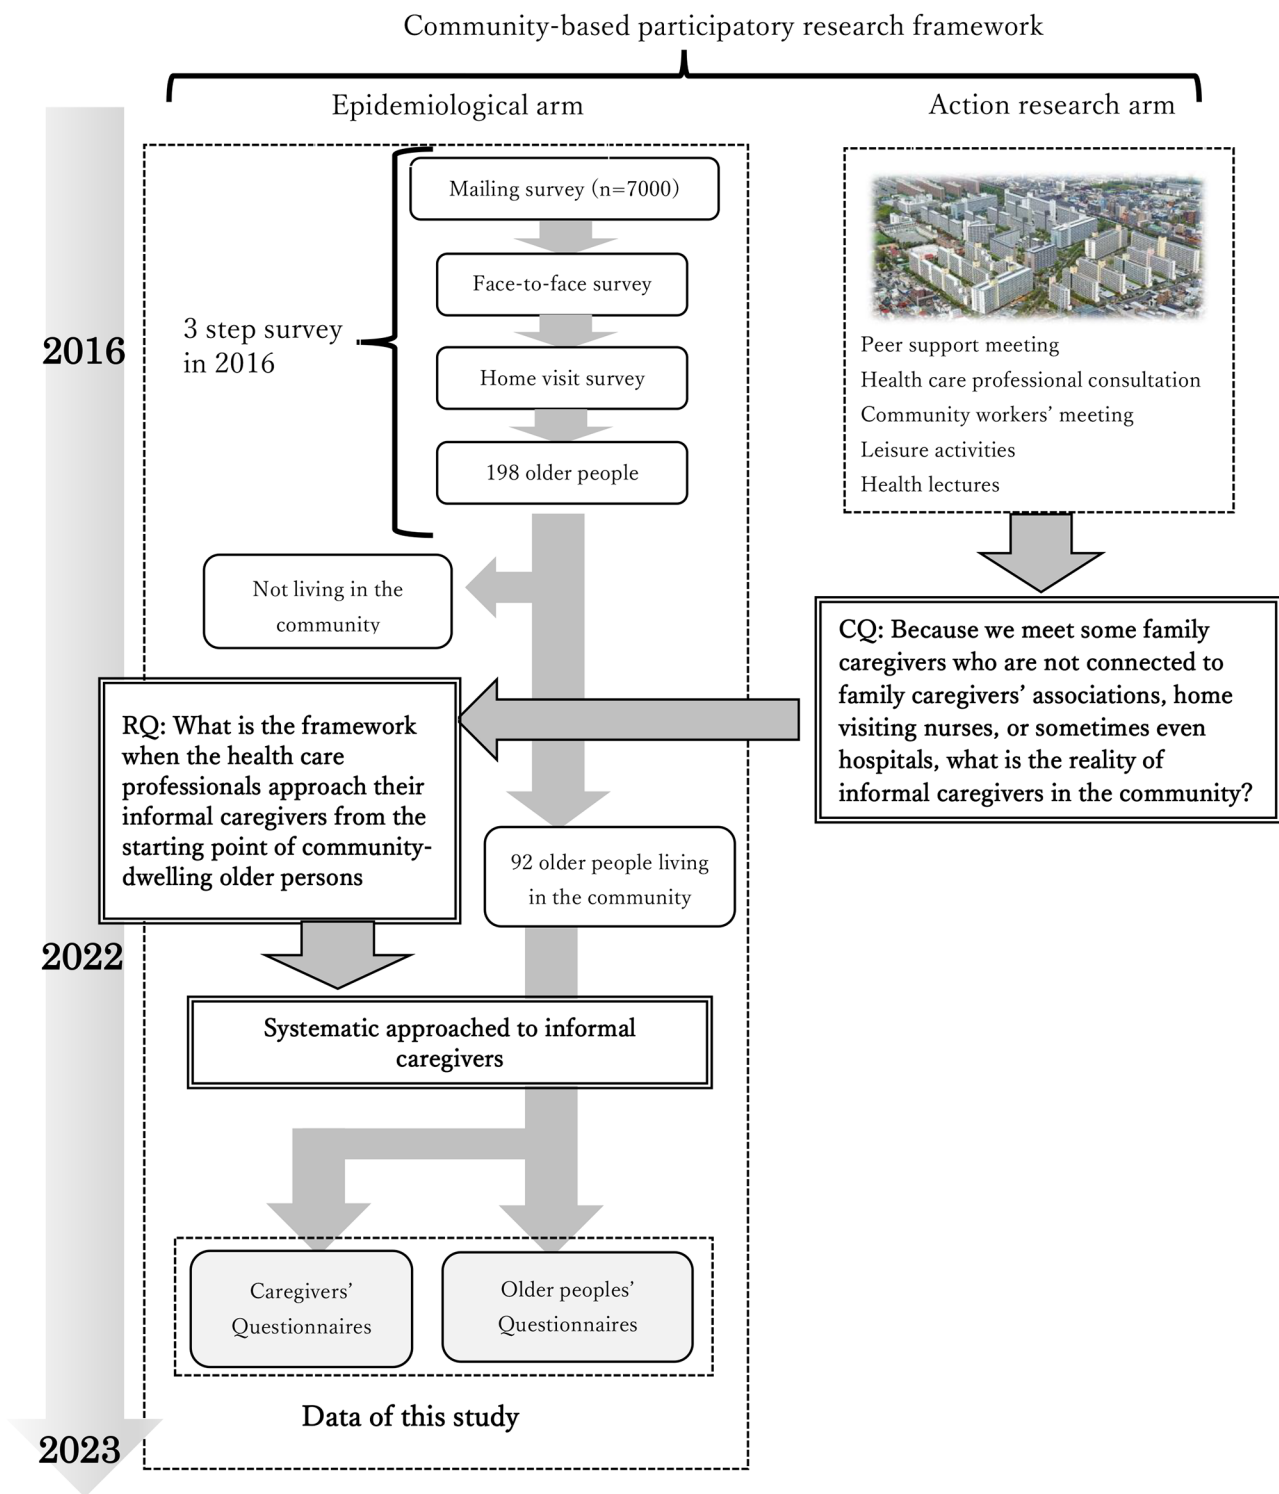 Community-based participatory research framework
Epidemiological arm
Action research arm
Mailing survey (n=7000)
Face-to-face survey
3 step survey
in 2016
2016
Home visit survey
198 older people
Peer support meeting
Health care professional consultation
Community workers’ meeting
Leisure activities
Health lectures
Not living in the
community
CQ: Because we meet some family
caregivers who are not connected to
family caregivers’ associations, home
visiting nurses, or sometimes even
hospitals, what is the reality of
informal caregivers in the community?
RQ: What is the framework
when the health care
professionals approach their
informal caregivers from the
starting point of community-
dwelling older persons
92 older people living
in the community
2022
Systematic approached to informal
caregivers
Caregivers’
Questionnaires
Older peoples’
Questionnaires
Data of this study
2023